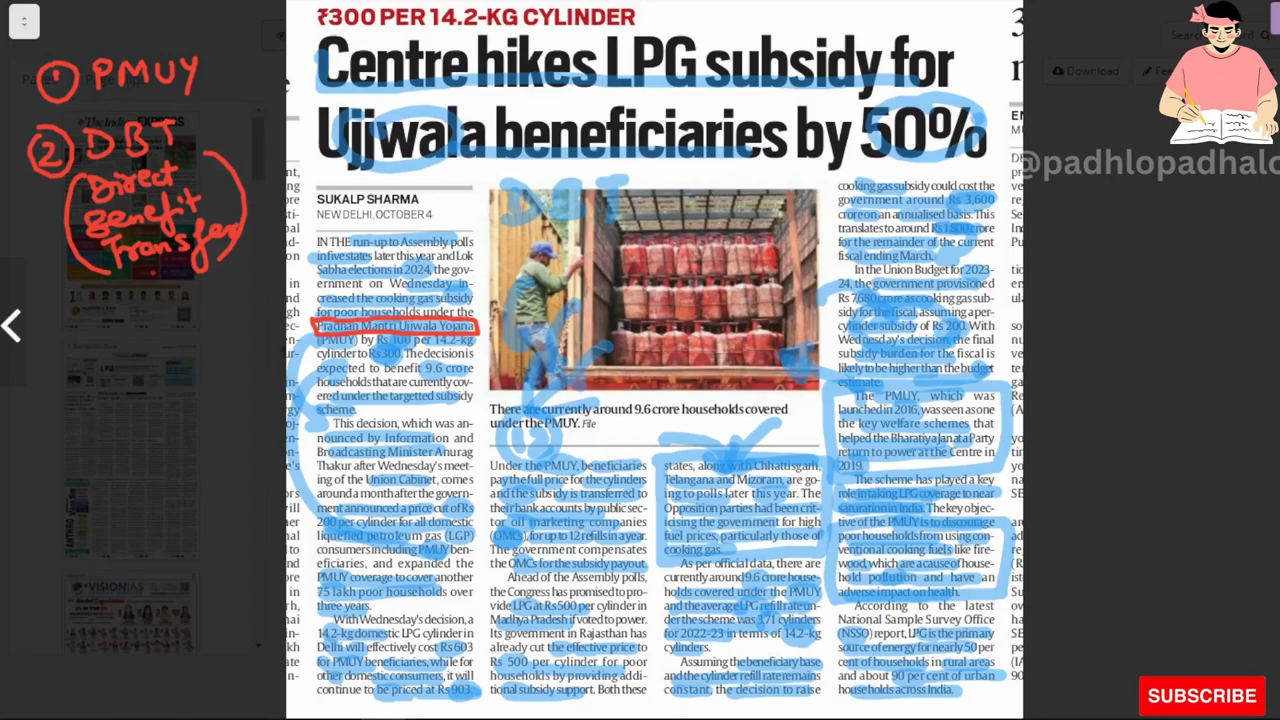 ₹300 PER 14.2-KG CYLINDER
Centre hikes LPG subsidy for
Ujjwala beneficiaries by 50%
① PMUY
② DBT
Direct
Benefit
Transfer
DBT
SUKALP SHARMA
NEW DELHI, OCTOBER 4
IN THE run-up to Assembly polls
in five states later this year and Lok
Sabha elections in 2024, the gov-
ernment on Wednesday in-
creased the cooking gas subsidy
for poor households under the
Pradhan Mantri Ujjwala Yojana
(PMUY) by Rs 100 per 14.2-kg
cylinder to Rs 300. The decision is
expected to benefit 9.6 crore
households that are currently cov-
ered under the targetted subsidy
scheme.
This decision, which was an-
nounced by Information and
Broadcasting Minister Anurag
Thakur after Wednesday's meet-
ing of the Union Cabinet, comes
around a month after the govern-
ment announced a price cut of Rs
200 per cylinder for all domestic
liquefied petroleum gas (LGP)
consumers including PMUY ben-
eficiaries, and expanded the
PMUY coverage to cover another
75 lakh poor households over
three years.
With Wednesday's decision, a
14.2-kg domestic LPG cylinder in
Delhi will effectively cost Rs 603
for PMUY beneficiaries, while for
other domestic consumers, it will
continue to be priced at Rs 903.
There are currently around 9.6 crore households covered
under the PMUY. File
Under the PMUY, beneficiaries
pay the full price for the cylinders
and the subsidy is transferred to
their bank accounts by public sec-
tor oil marketing companies
(OMCs), for up to 12 refills in a year.
The government compensates
the OMCs for the subsidy payout.
Ahead of the Assembly polls,
the Congress has promised to pro-
vide LPG at Rs 500 per cylinder in
Madhya Pradesh if voted to power.
Its government in Rajasthan has
already cut the effective price to
Rs 500 per cylinder for poor
households by providing addi-
tional subsidy support. Both these
states, along with Chhattisgarh,
Telangana and Mizoram, are go-
ing to polls later this year. The
Opposition parties had been crit-
icising the government for high
fuel prices, particularly those of
cooking gas.
As per official data, there are
currently around 9.6 crore house-
holds covered under the PMUY
and the average LPG refill rate un-
der the scheme was 3.71 cylinders
for 2022-23 in terms of 14.2-kg
cylinders.
Assuming the beneficiary base
and the cylinder refill rate remains
constant, the decision to raise
cooking gas subsidy could cost the
government around Rs 3,600
crore on an annualised basis. This
translates to around Rs 1,800 crore
for the remainder of the current
fiscal ending March.
In the Union Budget for 2023-
24, the government provisioned
Rs 7,680 crore as cooking gas sub-
sidy for the fiscal, assuming a per-
cylinder subsidy of Rs 200. With
Wednesday's decision, the final
subsidy burden for the fiscal is
likely to be higher than the budget
estimate.
The PMUY, which was
launched in 2016, was seen as one
the key welfare schemes that
helped the Bharatiya Janata Party
return to power at the Centre in
2019.
The scheme has played a key
role in taking LPG coverage to near
saturation in India. The key objec-
tive of the PMUY is to discourage
poor households from using con-
ventional cooking fuels like fire-
wood, which are a cause of house-
hold pollution and have an
adverse impact on health.
According to the latest
National Sample Survey Office
(NSSO) report, LPG is the primary
source of energy for nearly 50 per
cent of households in rural areas
and about 90 per cent of urban
households across India.
Download
@padhlopadhalo
VISIONIAS
SUBSCRIBE